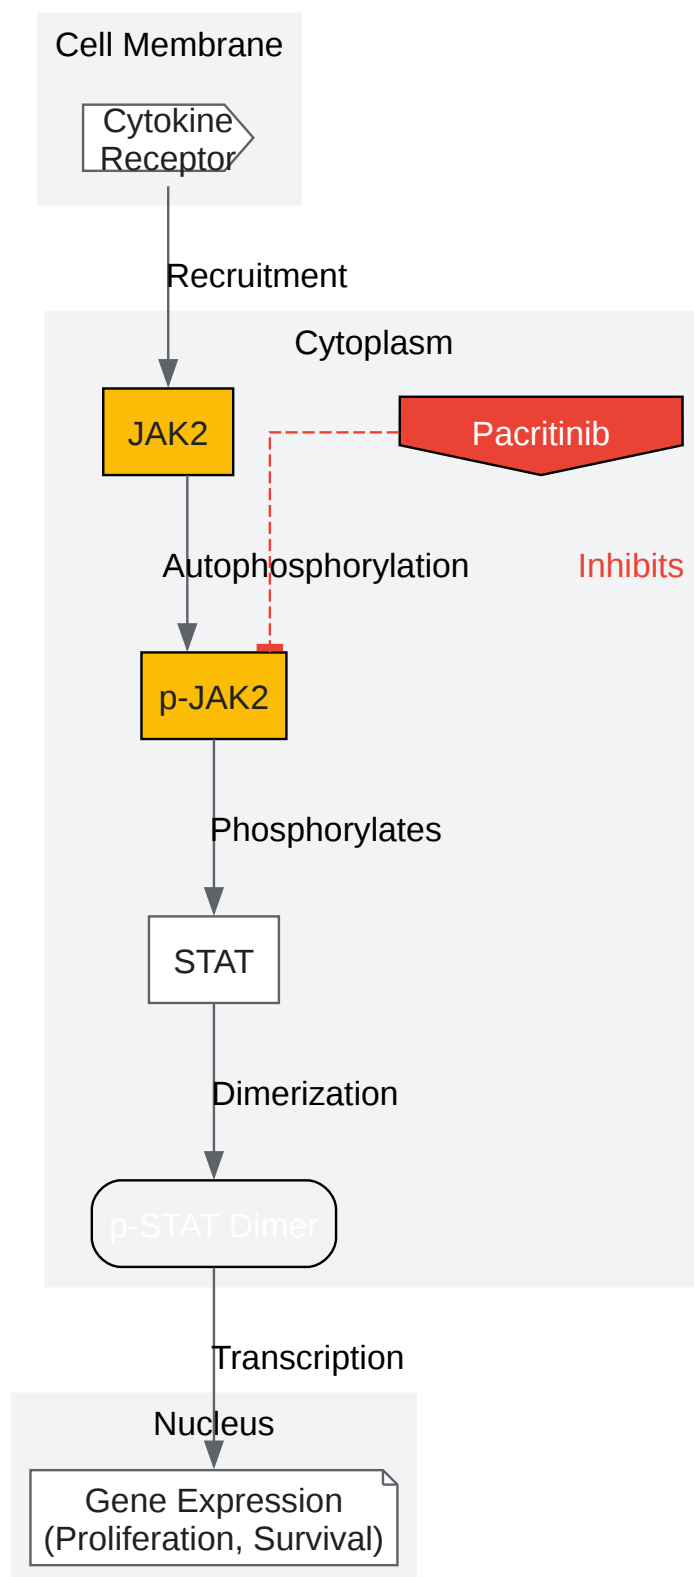 Cell Membrane
Cytokine
Receptor
Recruitment
Cytoplasm
JAK2
Pacritinib
Autophosphorylation
Inhibits
p-JAK2
Phosphorylates
STAT
Dimerization
p-STAT Dimer
Transcription
Nucleus
Gene Expression
(Proliferation, Survival)